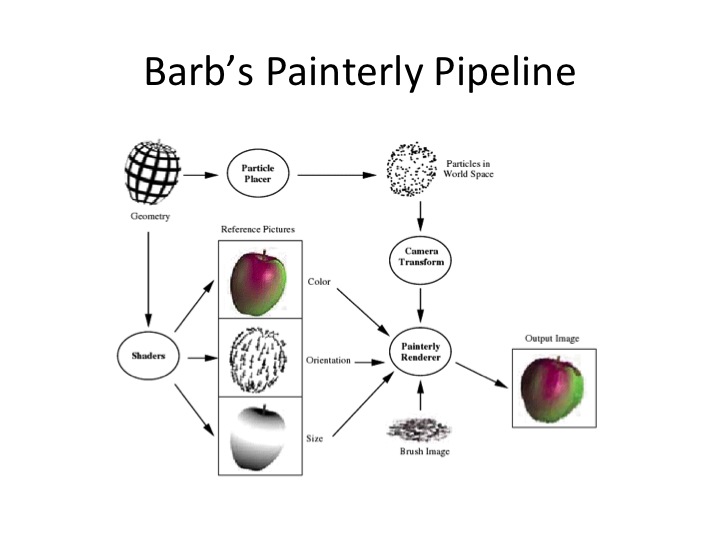 Barb’s Painterly Pipeline
Particle
Placer
Particles in
World Space
Geometry
Reference Pictures
Camera
Transform
Color
Shaders
Orientation
Painterly
Renderer
Output Image
Size
Brush Image